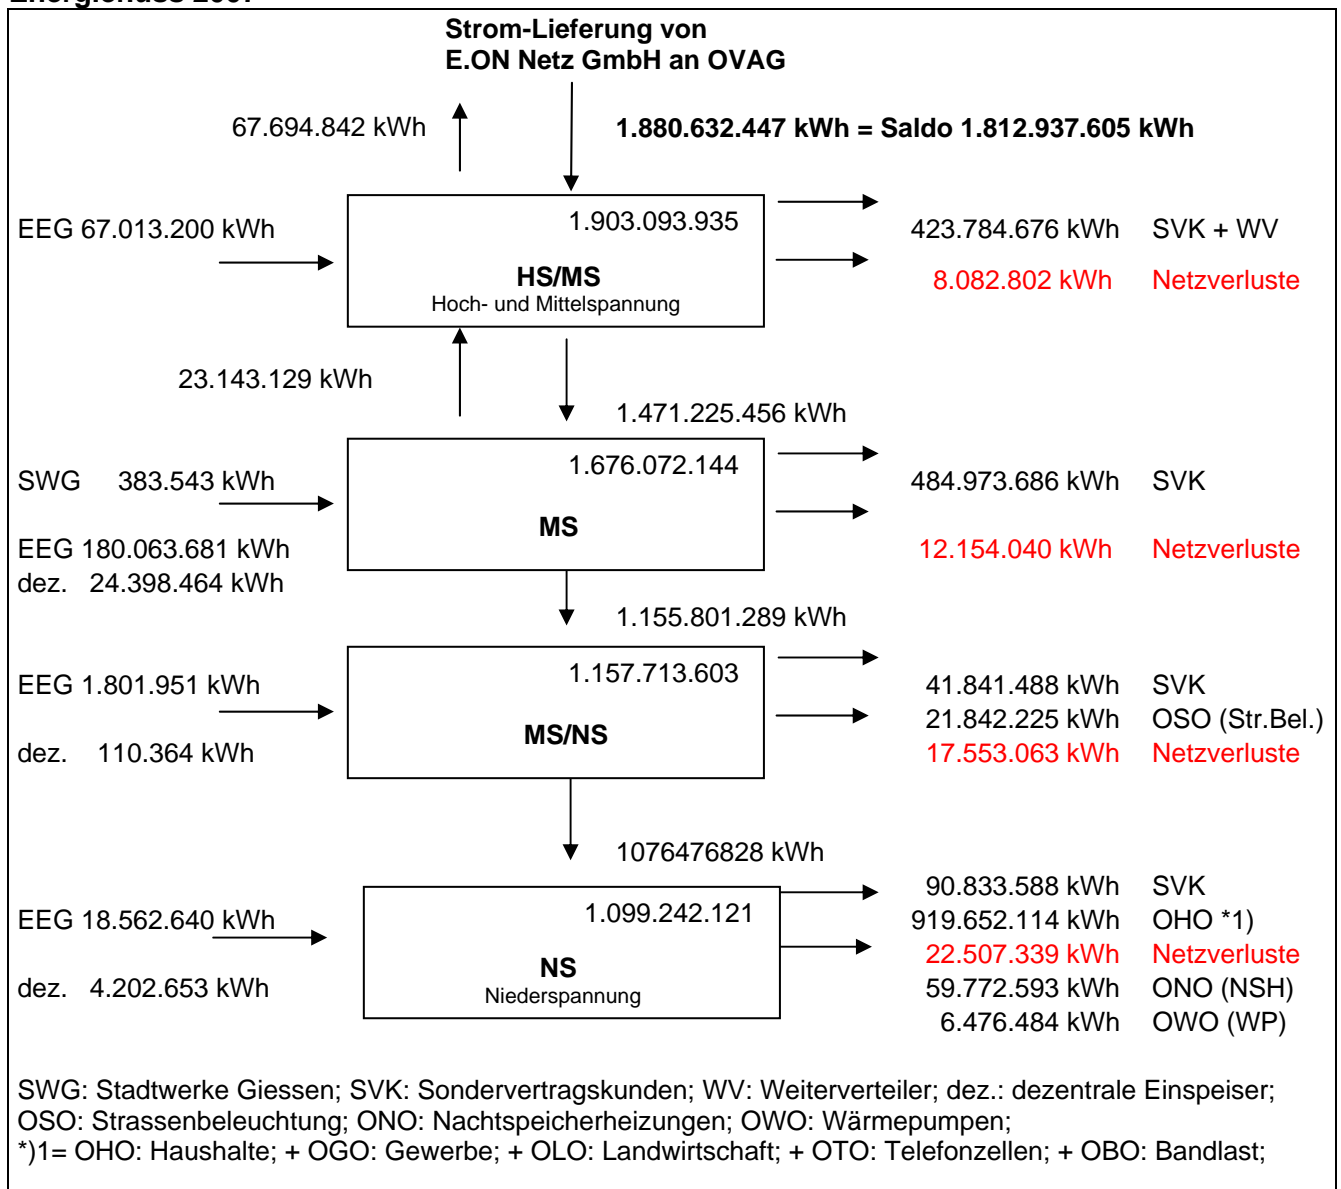 Strom-Lieferung von
E.ON Netz GmbH an OVAG
67.694.842 kWh
1.880.632.447 kWh = Saldo 1.812.937.605 kWh
EEG 67.013.200 kWh
1.903.093.935
HS/MS
Hoch- und Mittelspannung
423.784.676 kWh SVK + WV
8.082.802 kWh Netzverluste
23.143.129 kWh
1.471.225.456 kWh
SWG 383.543 kWh
EEG 180.063.681 kWh
dez. 24.398.464 kWh
1.676.072.144
MS
484.973.686 kWh SVK
12.154.040 kWh Netzverluste
1.155.801.289 kWh
EEG 1.801.951 kWh
dez. 110.364 kWh
1.157.713.603
MS/NS
41.841.488 kWh SVK
21.842.225 kWh OSO (Str.Bel.)
17.553.063 kWh Netzverluste
1076476828 kWh
EEG 18.562.640 kWh
dez. 4.202.653 kWh
1.099.242.121
NS
Niederspannung
90.833.588 kWh SVK
919.652.114 kWh OHO *1)
22.507.339 kWh Netzverluste
59.772.593 kWh ONO (NSH)
6.476.484 kWh OWO (WP)
SWG: Stadtwerke Giessen; SVK: Sondervertragskunden; WV: Weiterverteiler; dez.: dezentrale Einspeiser;
OSO: Strassenbeleuchtung; ONO: Nachtspeicherheizungen; OWO: Wärmepumpen;
*)1= OHO: Haushalte; + OGO: Gewerbe; + OLO: Landwirtschaft; + OTO: Telefonzellen; + OBO: Bandlast;